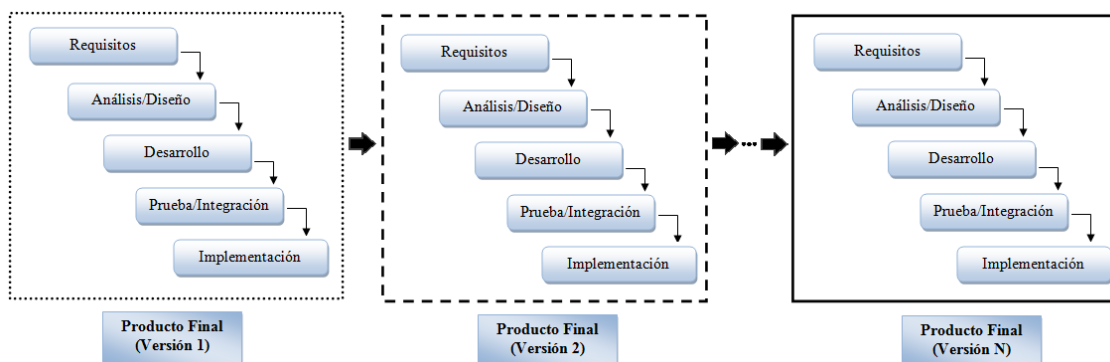 Requisitos
Análisis/Diseño
Desarrollo
Prueba/Integración
Implementación
Producto Final
(Versión 1)
Requisitos
Análisis/Diseño
Desarrollo
Prueba/Integración
Implementación
Producto Final
(Versión 2)
Requisitos
Análisis/Diseño
Desarrollo
Prueba/Integración
Implementación
Producto Final
(Versión N)